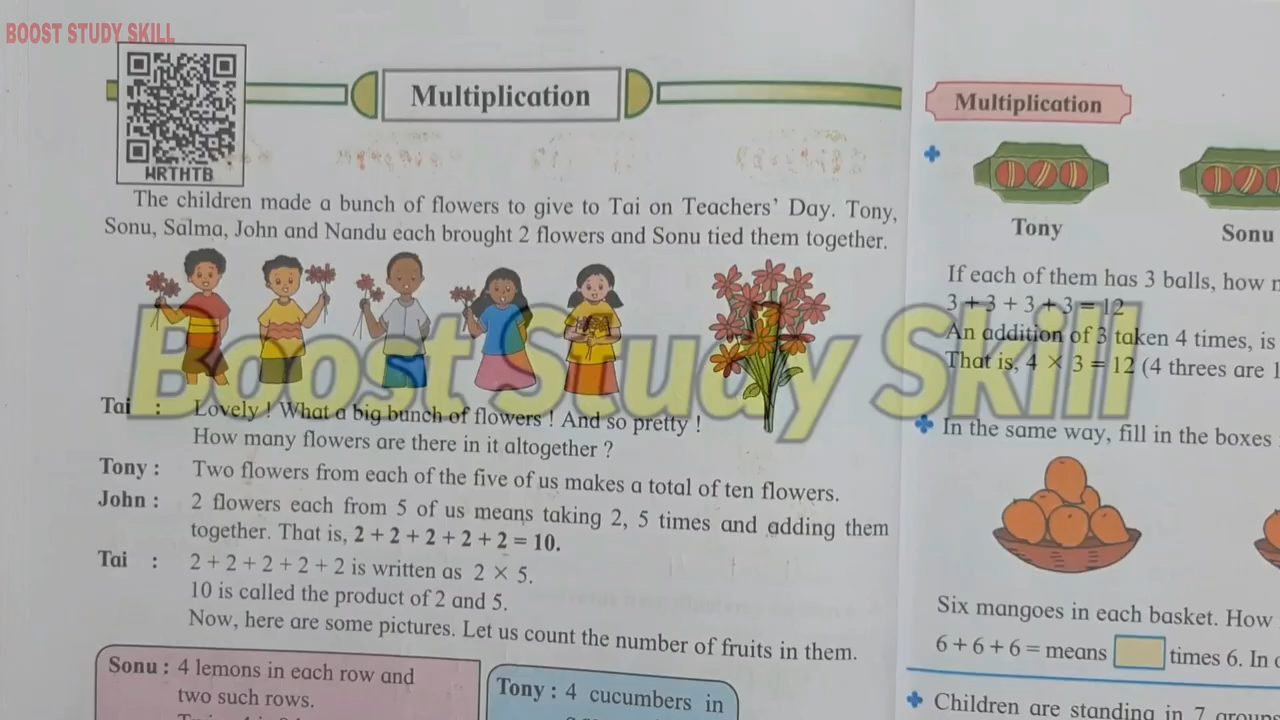 BOOST STUDY SKILL
WRTHTB
Multiplication
The children made a bunch of flowers to give to Tai on Teachers' Day. Tony,
Sonu, Salma, John and Nandu each brought 2 flowers and Sonu tied them together.
Boost Study Skill
Tai : Lovely ! What a big bunch of flowers ! And so pretty !
How many flowers are there in it altogether ?
Tony : Two flowers from each of the five of us makes a total of ten flowers.
John : 2 flowers each from 5 of us means taking 2, 5 times and adding them
together. That is, 2 + 2 + 2 + 2 + 2 = 10.
Tai : 2 + 2 + 2 + 2 + 2 is written as 2 × 5.
10 is called the product of 2 and 5.
Now, here are some pictures. Let us count the number of fruits in them.
Sonu : 4 lemons in each row and
two such rows.
Tony : 4 cucumbers in
Multiplication
Tony Sonu
If each of them has 3 balls, how
3 + 3 + 3 + 3 = 12
An addition of 3 taken 4 times, is
That is, 4 × 3 = 12 (4 threes are
In the same way, fill in the boxes
Six mangoes in each basket. How
6 + 6 + 6 = means times 6. In
Children are standing in 7